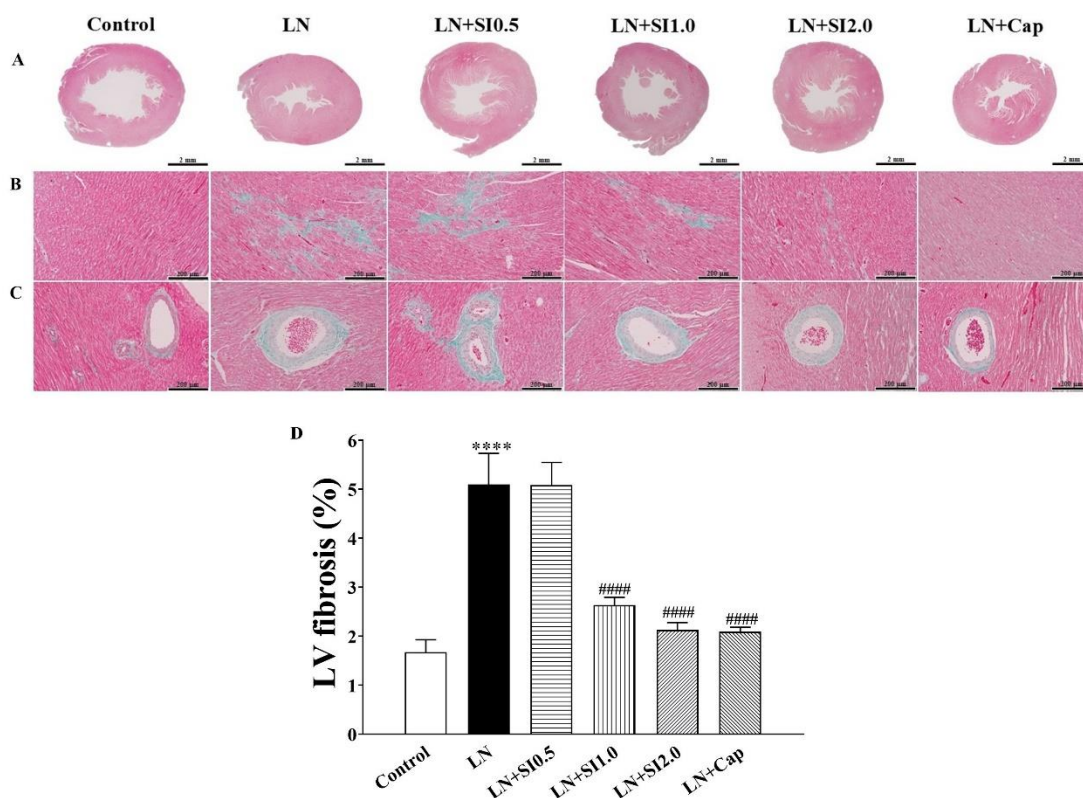 Control LN LN+SI0.5 LN+SI1.0 LN+SI2.0 LN+Cap
A
2 mm 2 mm 2 mm 2 mm 2 mm 2 mm
B
200 µm 200 µm 200 µm 200 µm 200 µm 200 µm
C
200 µm 200 µm 200 µm 200 µm 200 µm 200 µm
D
LV fibrosis (%)
6
5
4
3
2
1
0
****
####
####
####
Control LN LN+SI0.5 LN+SI1.0 LN+SI2.0 LN+Cap